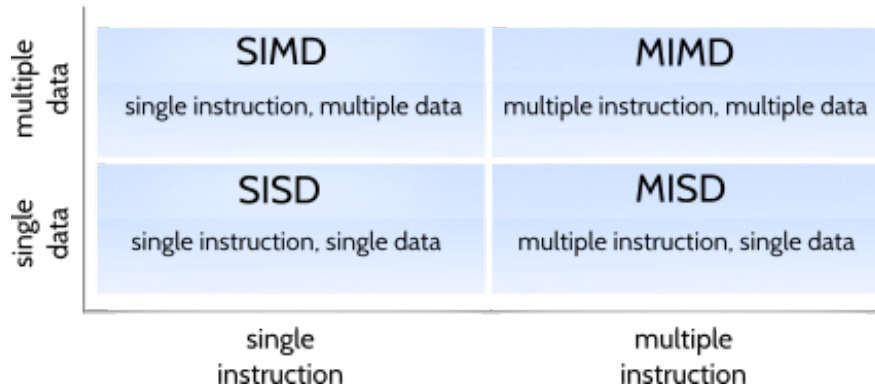 multiple
data
SIMD
single instruction, multiple data
MIMD
multiple instruction, multiple data
single
data
SISD
single instruction, single data
MISD
multiple instruction, single data
single
instruction
multiple
instruction